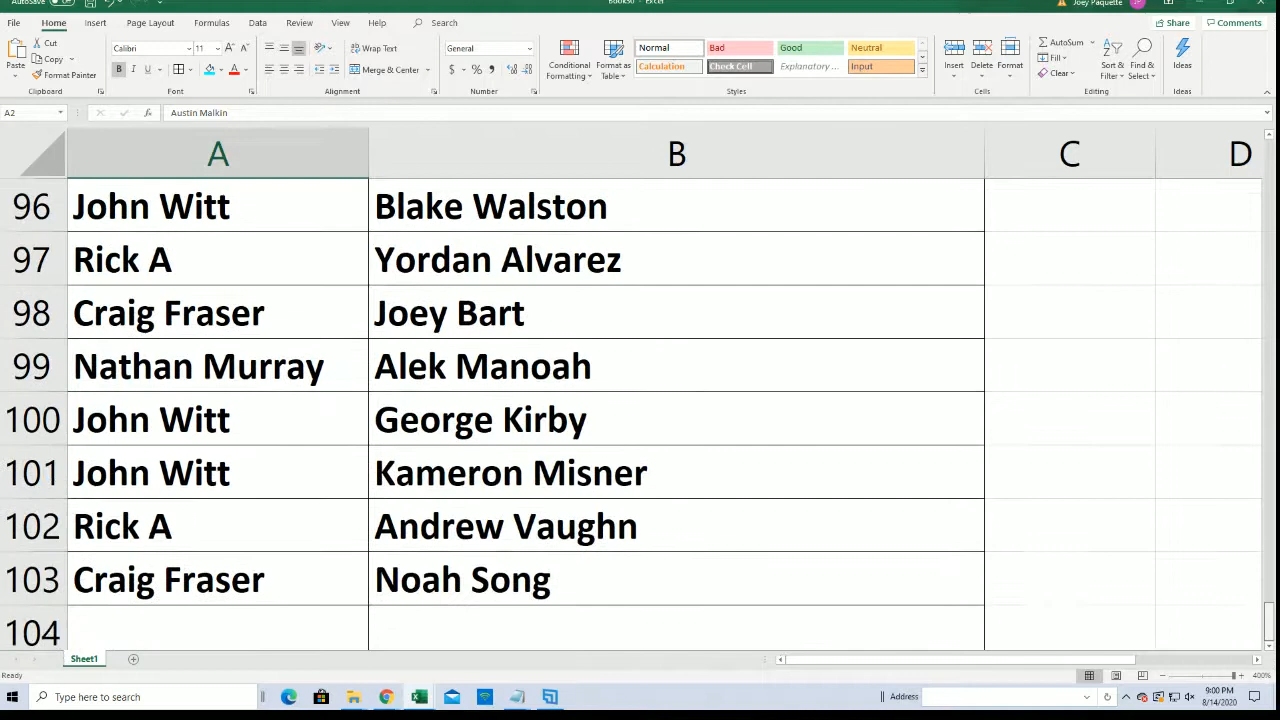 AutoSave
Book50 - Excel
Joey Paquette
File Home Insert Page Layout Formulas Data Review View Help Search
Share Comments
Paste Cut Copy Format Painter
Calibri 11
Wrap Text
Merge & Center
General
Conditional Formatting
Format as Table
Normal Bad Good Neutral
Calculation Check Cell Explanatory ... Input
Insert Delete Format
AutoSum
Fill
Clear
Sort & Filter
Find & Select
Ideas
Clipboard Font Alignment Number Styles Cells Editing Ideas
A2 fx Austin Malkin
A B C D
96 John Witt Blake Walston
97 Rick A Yordan Alvarez
98 Craig Fraser Joey Bart
99 Nathan Murray Alek Manoah
100 John Witt George Kirby
101 John Witt Kameron Misner
102 Rick A Andrew Vaughn
103 Craig Fraser Noah Song
104
Sheet1
Ready
400%
Type here to search
Address
9:00 PM
8/14/2020